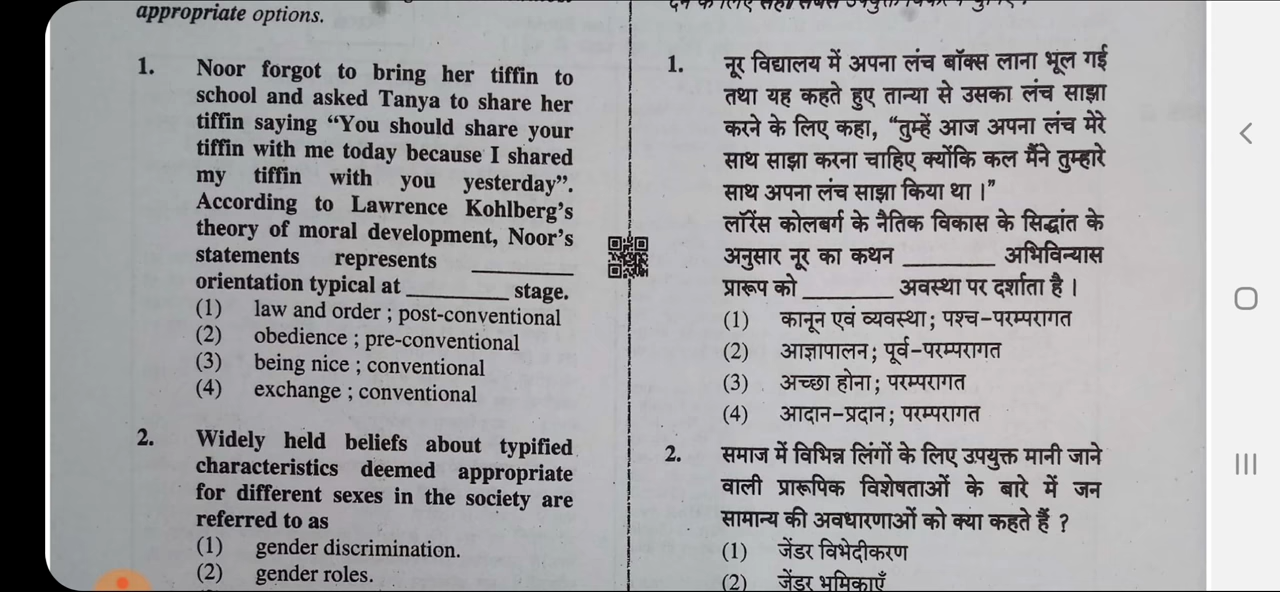 appropriate options.
1. Noor forgot to bring her tiffin to
school and asked Tanya to share her
tiffin saying “You should share your
tiffin with me today because I shared
my tiffin with you yesterday”.
According to Lawrence Kohlberg’s
theory of moral development, Noor’s
statements represents ________
orientation typical at ________ stage.
(1) law and order ; post-conventional
(2) obedience ; pre-conventional
(3) being nice ; conventional
(4) exchange ; conventional
2. Widely held beliefs about typified
characteristics deemed appropriate
for different sexes in the society are
referred to as
(1) gender discrimination.
(2) gender roles.
1. नूर विद्यालय में अपना लंच बॉक्स लाना भूल गई
तथा यह कहते हुए तान्या से उसका लंच साझा
करने के लिए कहा, “तुम्हें आज अपना लंच मेरे
साथ साझा करना चाहिए क्योंकि कल मैंने तुम्हारे
साथ अपना लंच साझा किया था ।”
लॉरेंस कोलबर्ग के नैतिक विकास के सिद्धांत के
अनुसार नूर का कथन ________ अभिविन्यास
प्रारूप को ________ अवस्था पर दर्शाता है ।
(1) कानून एवं व्यवस्था; पश्च-परम्परागत
(2) आज्ञापालन; पूर्व-परम्परागत
(3) अच्छा होना; परम्परागत
(4) आदान-प्रदान; परम्परागत
2. समाज में विभिन्न लिंगों के लिए उपयुक्त मानी जाने
वाली प्रारूपिक विशेषताओं के बारे में जन
सामान्य की अवधारणाओं को क्या कहते हैं ?
(1) जेंडर विभेदीकरण
(2) जेंडर भूमिकाएँ